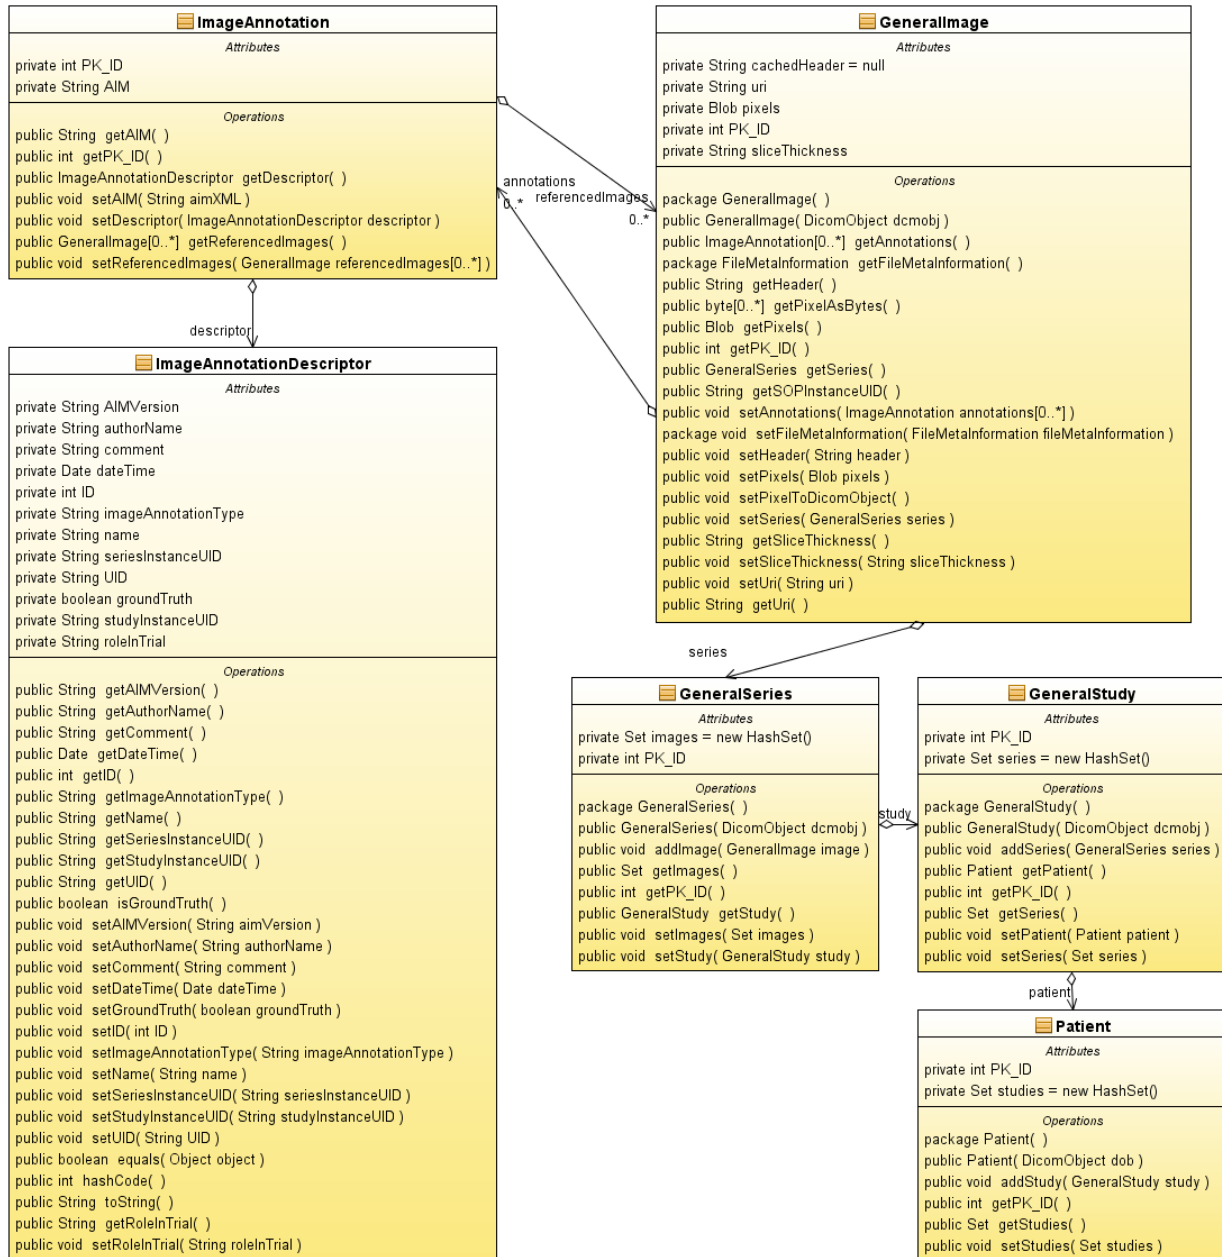 ImageAnnotation
Attributes
private int PK_ID
private String AIM
Operations
public String getAIM( )
public int getPK_ID( )
public ImageAnnotationDescriptor getDescriptor( )
public void setAIM( String aimXML )
public void setDescriptor( ImageAnnotationDescriptor descriptor )
public GeneralImage[0..*] getReferencedImages( )
public void setReferencedImages( GeneralImage referencedImages[0..*] )
annotations
0..*
referencedImages
0..*
descriptor
GeneralImage
Attributes
private String cachedHeader = null
private String uri
private Blob pixels
private int PK_ID
private String sliceThickness
Operations
package GeneralImage( )
public GeneralImage( DicomObject dcmobj )
public ImageAnnotation[0..*] getAnnotations( )
package FileMetaInformation getFileMetaInformation( )
public String getHeader( )
public byte[0..*] getPixelAsBytes( )
public Blob getPixels( )
public int getPK_ID( )
public GeneralSeries getSeries( )
public String getSOPInstanceUID( )
public void setAnnotations( ImageAnnotation annotations[0..*] )
package void setFileMetaInformation( FileMetaInformation fileMetaInformation )
public void setHeader( String header )
public void setPixels( Blob pixels )
public void setPixelToDicomObject( )
public void setSeries( GeneralSeries series )
public String getSliceThickness( )
public void setSliceThickness( String sliceThickness )
public void setUri( String uri )
public String getUri( )
ImageAnnotationDescriptor
Attributes
private String AIMVersion
private String authorName
private String comment
private Date dateTime
private int ID
private String imageAnnotationType
private String name
private String seriesInstanceUID
private String UID
private boolean groundTruth
private String studyInstanceUID
private String roleInTrial
Operations
public String getAIMVersion( )
public String getAuthorName( )
public String getComment( )
public Date getDateTime( )
public int getID( )
public String getImageAnnotationType( )
public String getName( )
public String getSeriesInstanceUID( )
public String getStudyInstanceUID( )
public String getUID( )
public boolean isGroundTruth( )
public void setAIMVersion( String aimVersion )
public void setAuthorName( String authorName )
public void setComment( String comment )
public void setDateTime( Date dateTime )
public void setGroundTruth( boolean groundTruth )
public void setID( int ID )
public void setImageAnnotationType( String imageAnnotationType )
public void setName( String name )
public void setSeriesInstanceUID( String seriesInstanceUID )
public void setStudyInstanceUID( String studyInstanceUID )
public void setUID( String UID )
public boolean equals( Object object )
public int hashCode( )
public String toString( )
public String getRoleInTrial( )
public void setRoleInTrial( String roleInTrial )
series
GeneralSeries
Attributes
private Set images = new HashSet()
private int PK_ID
Operations
package GeneralSeries( )
public GeneralSeries( DicomObject dcmobj )
public void addImage( GeneralImage image )
public Set getImages( )
public int getPK_ID( )
public GeneralStudy getStudy( )
public void setImages( Set images )
public void setStudy( GeneralStudy study )
study
GeneralStudy
Attributes
private int PK_ID
private Set series = new HashSet()
Operations
package GeneralStudy( )
public GeneralStudy( DicomObject dcmobj )
public void addSeries( GeneralSeries series )
public Patient getPatient( )
public int getPK_ID( )
public Set getSeries( )
public void setPatient( Patient patient )
public void setSeries( Set series )
patient
Patient
Attributes
private int PK_ID
private Set studies = new HashSet()
Operations
package Patient( )
public Patient( DicomObject dob )
public void addStudy( GeneralStudy study )
public int getPK_ID( )
public Set getStudies( )
public void setStudies( Set studies )